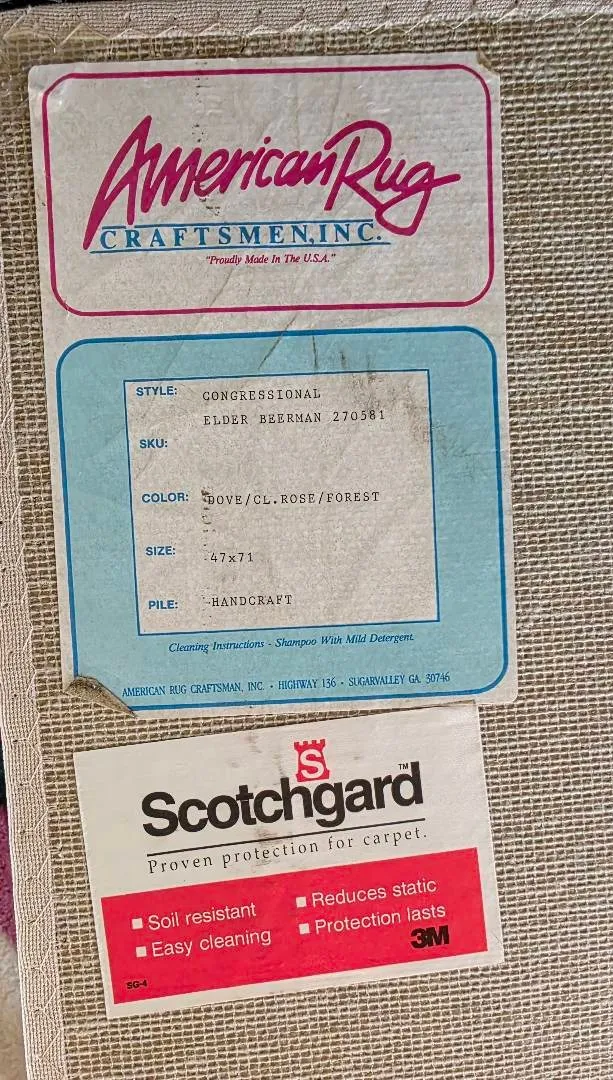 American Rug
CRAFTSMEN, INC.
"Proudly Made In The U.S.A."
STYLE: CONGRESSIONAL
ELDER BEERMAN 270581
SKU:
COLOR: DOVE/CL.ROSE/FOREST
SIZE: 47x71
PILE: HANDCRAFT
Cleaning Instructions - Shampoo With Mild Detergent.
AMERICAN RUG CRAFTSMAN, INC. • HIGHWAY 136 • SUGARVALLEY GA. 30746
S
Scotchgard™
Proven protection for carpet.
■ Soil resistant ■ Reduces static
■ Easy cleaning ■ Protection lasts
3M
SG-4